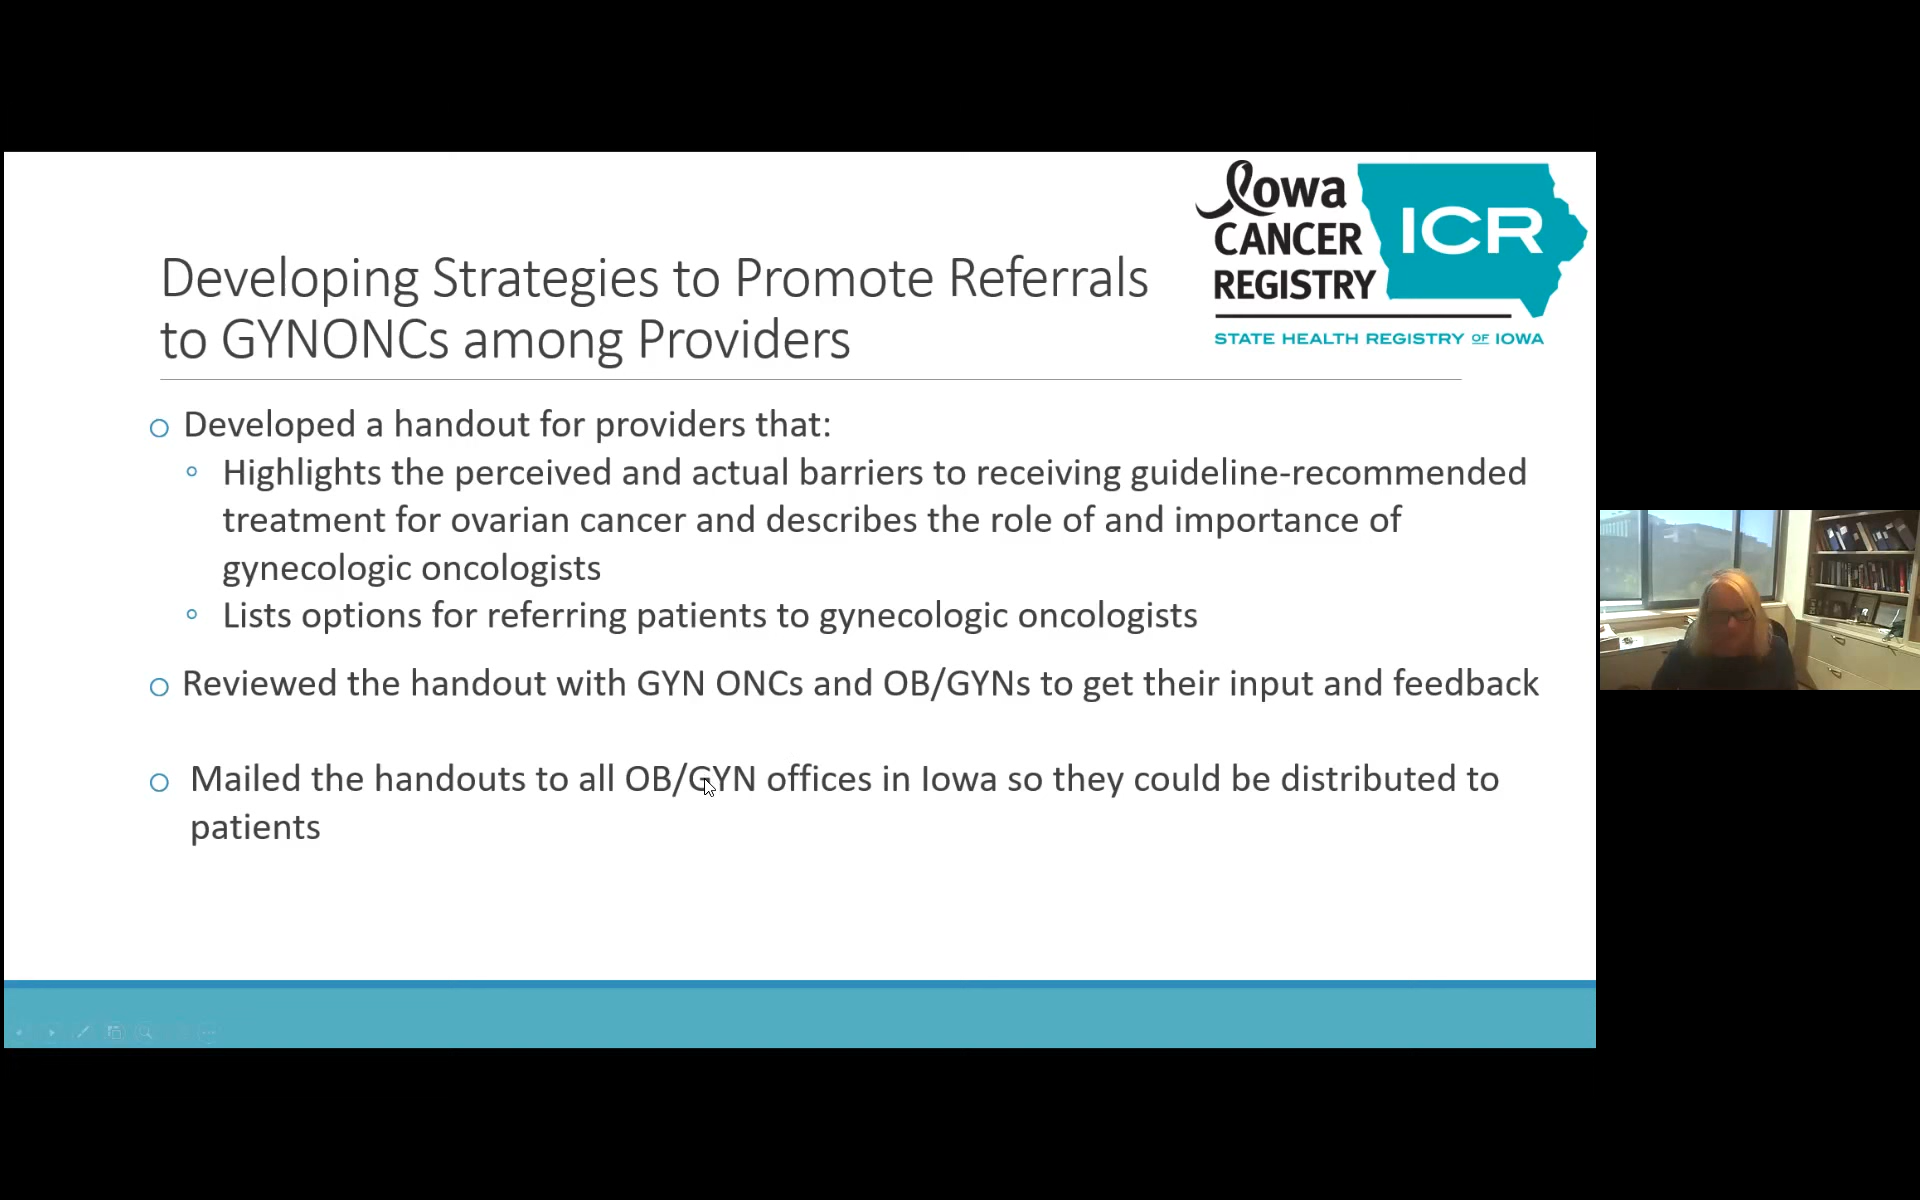 Iowa
CANCER
REGISTRY
ICR
STATE HEALTH REGISTRY OF IOWA
Developing Strategies to Promote Referrals
to GYNONCs among Providers
o Developed a handout for providers that:
◦ Highlights the perceived and actual barriers to receiving guideline-recommended
treatment for ovarian cancer and describes the role of and importance of
gynecologic oncologists
◦ Lists options for referring patients to gynecologic oncologists
o Reviewed the handout with GYN ONCs and OB/GYNs to get their input and feedback
o Mailed the handouts to all OB/GYN offices in Iowa so they could be distributed to
patients